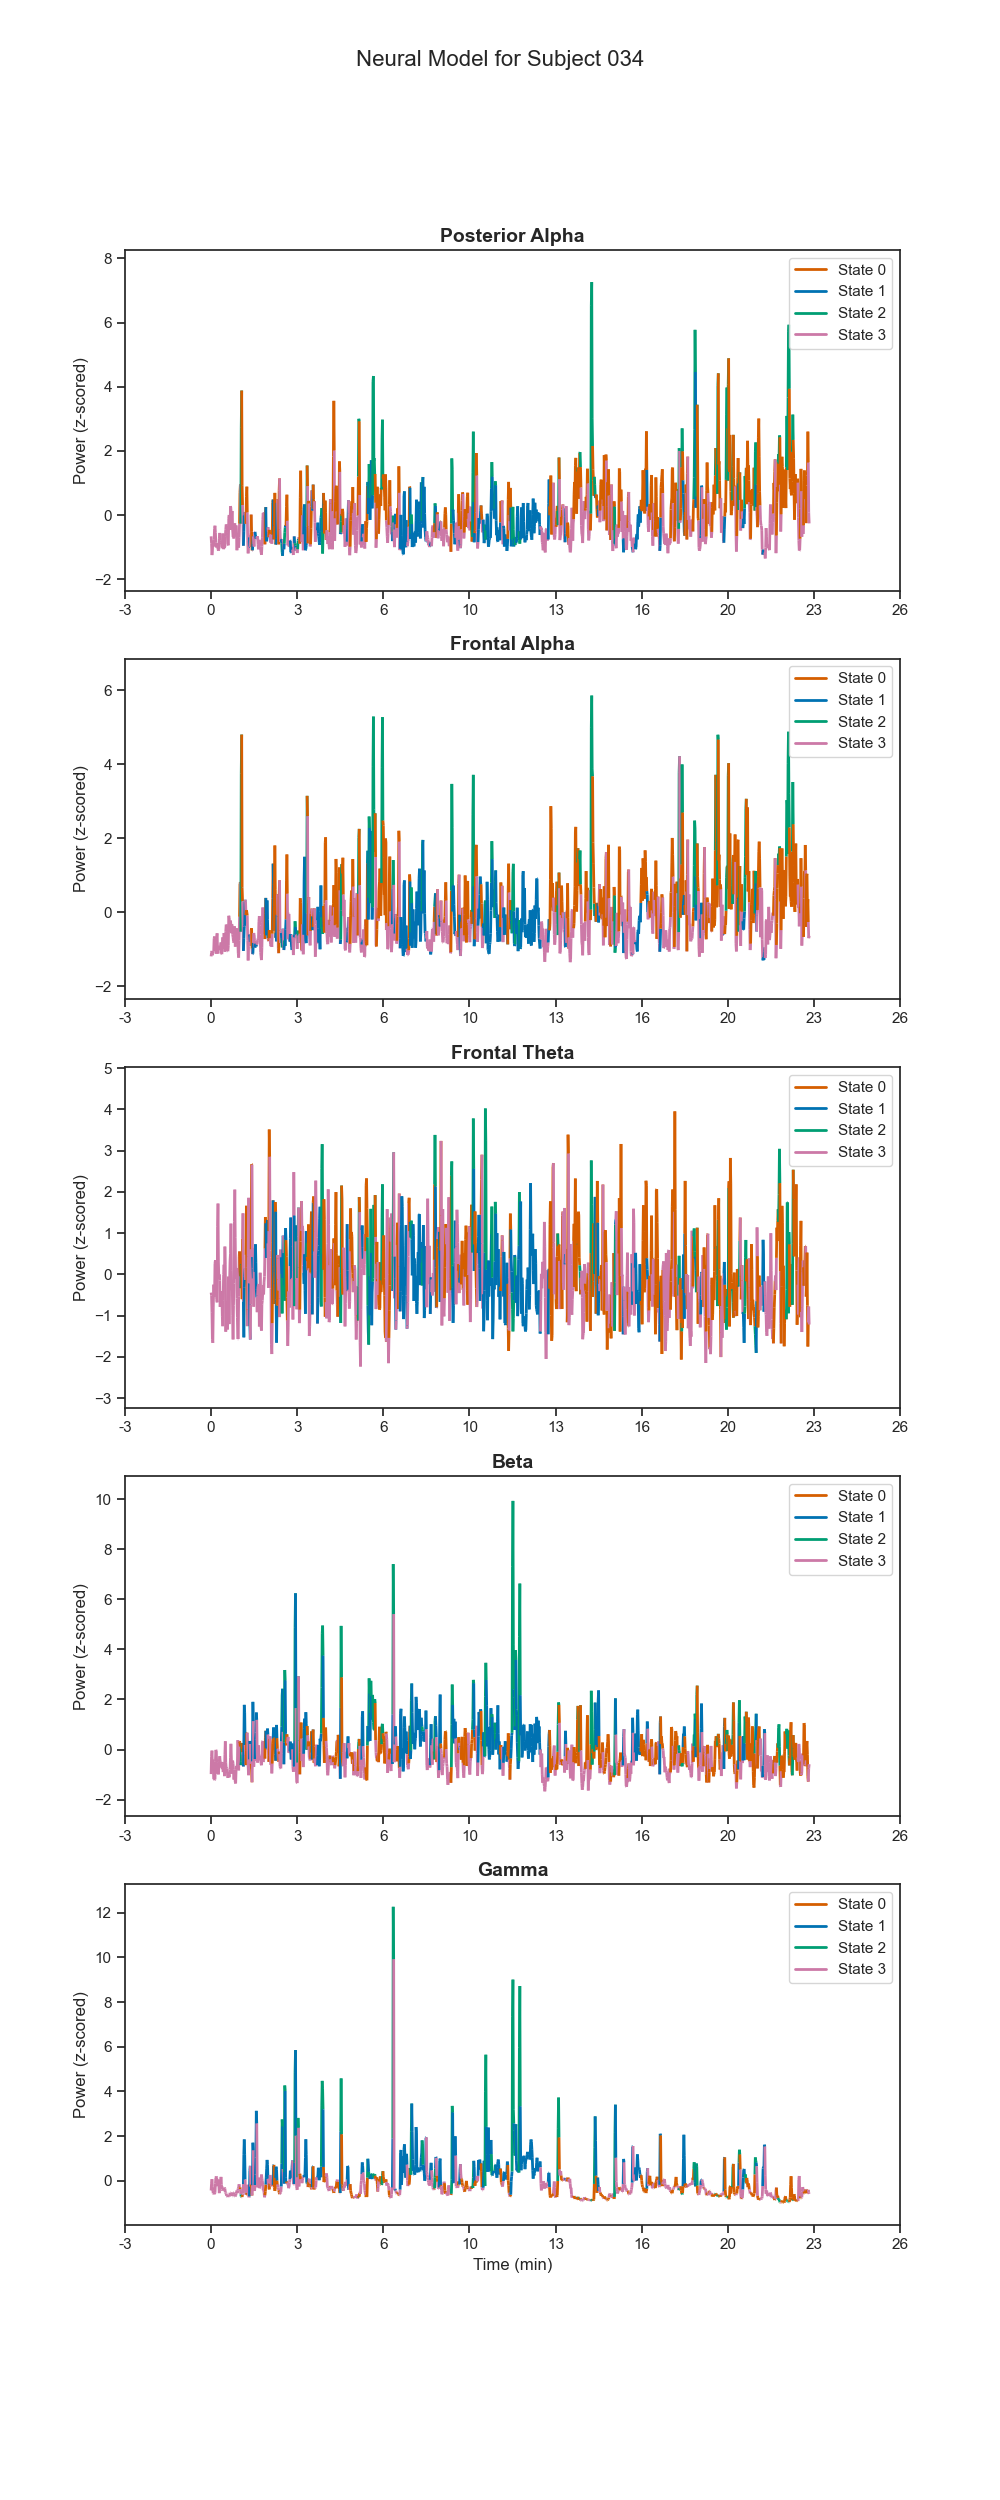 Neural Model for Subject 034
Posterior Alpha
Power (z-scored)
8
6
4
2
0
−2
-3 0 3 6 10 13 16 20 23 26
State 0
State 1
State 2
State 3
Frontal Alpha
Power (z-scored)
6
4
2
0
−2
-3 0 3 6 10 13 16 20 23 26
State 0
State 1
State 2
State 3
Frontal Theta
Power (z-scored)
5
4
3
2
1
0
−1
−2
−3
-3 0 3 6 10 13 16 20 23 26
State 0
State 1
State 2
State 3
Beta
Power (z-scored)
10
8
6
4
2
0
−2
-3 0 3 6 10 13 16 20 23 26
State 0
State 1
State 2
State 3
Gamma
Power (z-scored)
12
10
8
6
4
2
0
-3 0 3 6 10 13 16 20 23 26
State 0
State 1
State 2
State 3
Time (min)